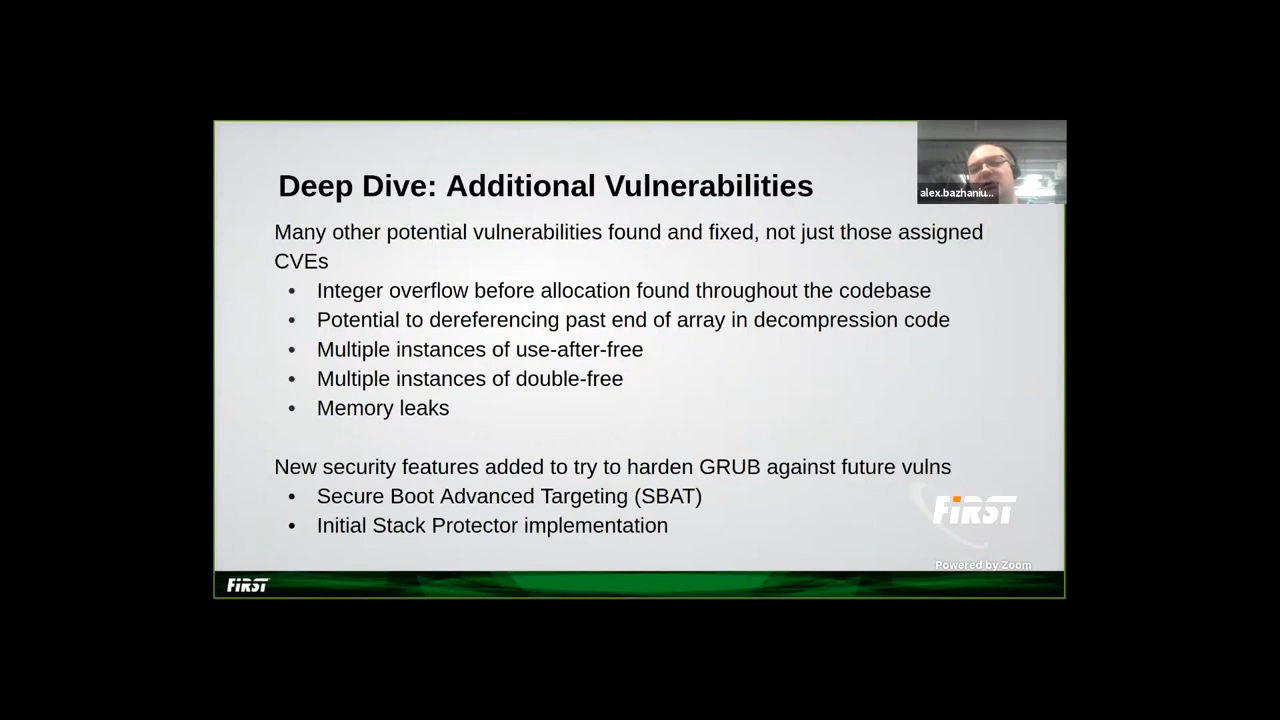 Deep Dive: Additional Vulnerabilities
alex.bazhaniu...
Many other potential vulnerabilities found and fixed, not just those assigned
CVEs
• Integer overflow before allocation found throughout the codebase
• Potential to dereferencing past end of array in decompression code
• Multiple instances of use-after-free
• Multiple instances of double-free
• Memory leaks
New security features added to try to harden GRUB against future vulns
• Secure Boot Advanced Targeting (SBAT)
• Initial Stack Protector implementation
FiRST
Powered by Zoom
FiRST